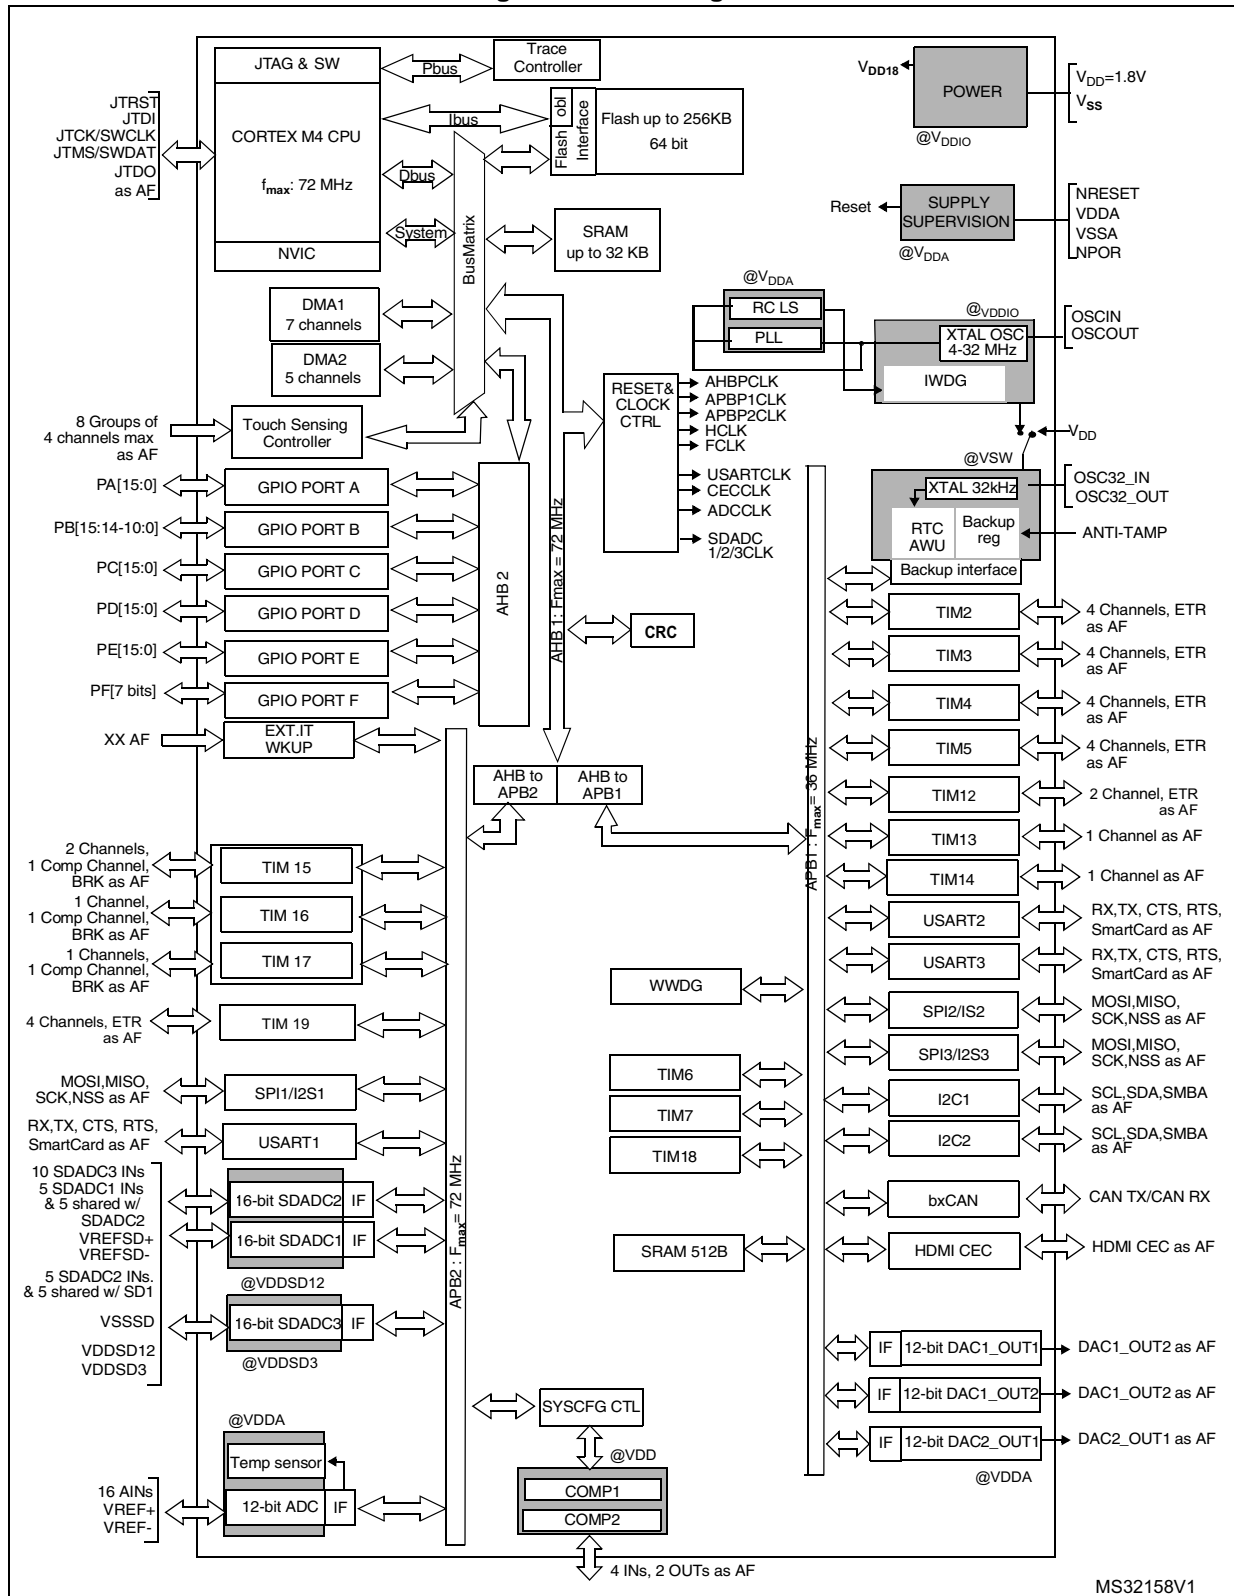 JTAG & SW
Pbus
Trace
Controller
JTRST
JTDI
JTCK/SWCLK
JTMS/SWDAT
JTDO
as AF
CORTEX M4 CPU
fmax: 72 MHz
NVIC
Ibus
Dbus
System
BusMatrix
Flash obl
Interface
Flash up to 256KB
64 bit
SRAM
up to 32 KB
VDD18
POWER
VDD=1.8V
VSS
@VDDIO
Reset
SUPPLY
SUPERVISION
NRESET
VDDA
VSSA
NPOR
@VDDA
DMA1
7 channels
DMA2
5 channels
8 Groups of
4 channels max
as AF
Touch Sensing
Controller
@VDDA
RC LS
PLL
@VDDIO
XTAL OSC
4-32 MHz
IWDG
OSCIN
OSCOUT
RESET&
CLOCK
CTRL
AHBPCLK
APBP1CLK
APBP2CLK
HCLK
FCLK
USARTCLK
CECCLK
ADCCLK
SDADC
1/2/3CLK
VDD
@VSW
XTAL 32kHz
OSC32_IN
OSC32_OUT
RTC
AWU
Backup
reg
ANTI-TAMP
Backup interface
PA[15:0]
GPIO PORT A
PB[15:14-10:0]
GPIO PORT B
PC[15:0]
GPIO PORT C
PD[15:0]
GPIO PORT D
PE[15:0]
GPIO PORT E
PF[7 bits]
GPIO PORT F
AHB 2
AHB 1: Fmax = 72 MHz
CRC
XX AF
EXT.IT
WKUP
AHB to
APB2
AHB to
APB1
APB1 : Fmax = 36 MHz
APB2 : Fmax = 72 MHz
2 Channels,
1 Comp Channel,
BRK as AF
TIM 15
1 Channel,
1 Comp Channel,
BRK as AF
TIM 16
1 Channels,
1 Comp Channel,
BRK as AF
TIM 17
4 Channels, ETR
as AF
TIM 19
MOSI,MISO,
SCK,NSS as AF
SPI1/I2S1
RX,TX, CTS, RTS,
SmartCard as AF
USART1
10 SDADC3 INs
5 SDADC1 INs
& 5 shared w/
SDADC2
VREFSD+
VREFSD-
5 SDADC2 INs.
& 5 shared w/ SD1
VSSSD
VDDSD12
VDDSD3
16-bit SDADC2 IF
16-bit SDADC1 IF
@VDDSD12
16-bit SDADC3 IF
@VDDSD3
@VDDA
Temp sensor
12-bit ADC IF
16 AINs
VREF+
VREF-
SYSCFG CTL
@VDD
COMP1
COMP2
4 INs, 2 OUTs as AF
WWDG
TIM6
TIM7
TIM18
SRAM 512B
TIM2
4 Channels, ETR
as AF
TIM3
4 Channels, ETR
as AF
TIM4
4 Channels, ETR
as AF
TIM5
4 Channels, ETR
as AF
TIM12
2 Channel, ETR
as AF
TIM13
1 Channel as AF
TIM14
1 Channel as AF
USART2
RX,TX, CTS, RTS,
SmartCard as AF
USART3
RX,TX, CTS, RTS,
SmartCard as AF
SPI2/IS2
MOSI,MISO,
SCK,NSS as AF
SPI3/I2S3
MOSI,MISO,
SCK,NSS as AF
I2C1
SCL,SDA,SMBA
as AF
I2C2
SCL,SDA,SMBA
as AF
bxCAN
CAN TX/CAN RX
HDMI CEC
HDMI CEC as AF
IF 12-bit DAC1_OUT1
DAC1_OUT2 as AF
IF 12-bit DAC1_OUT2
DAC1_OUT2 as AF
IF 12-bit DAC2_OUT1
DAC2_OUT1 as AF
@VDDA
MS32158V1